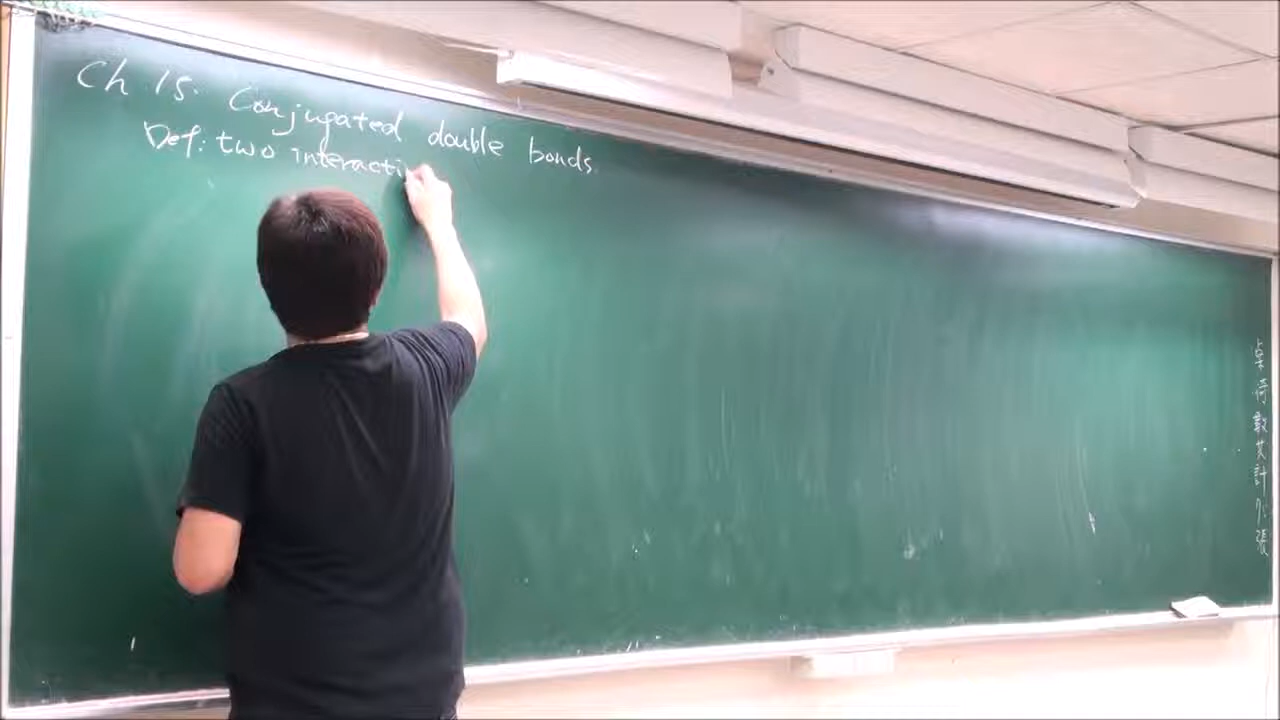 Ch 15. Conjugated double bonds.
Def: two interacti